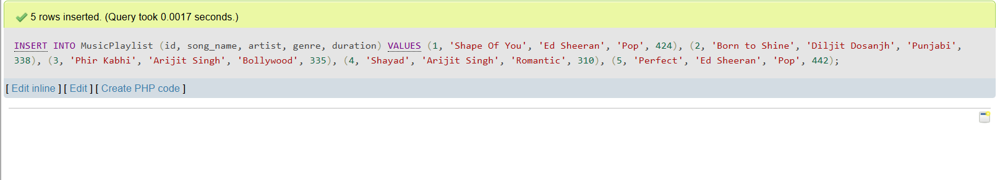 5 rows inserted. (Query took 0.0017 seconds.)
INSERT INTO MusicPlaylist (id, song_name, artist, genre, duration) VALUES (1, 'Shape Of You', 'Ed Sheeran', 'Pop', 424), (2, 'Born to Shine', 'Diljit Dosanjh', 'Punjabi',
338), (3, 'Phir Kabhi', 'Arijit Singh', 'Bollywood', 335), (4, 'Shayad', 'Arijit Singh', 'Romantic', 310), (5, 'Perfect', 'Ed Sheeran', 'Pop', 442);
[ Edit inline ] [ Edit ] [ Create PHP code ]